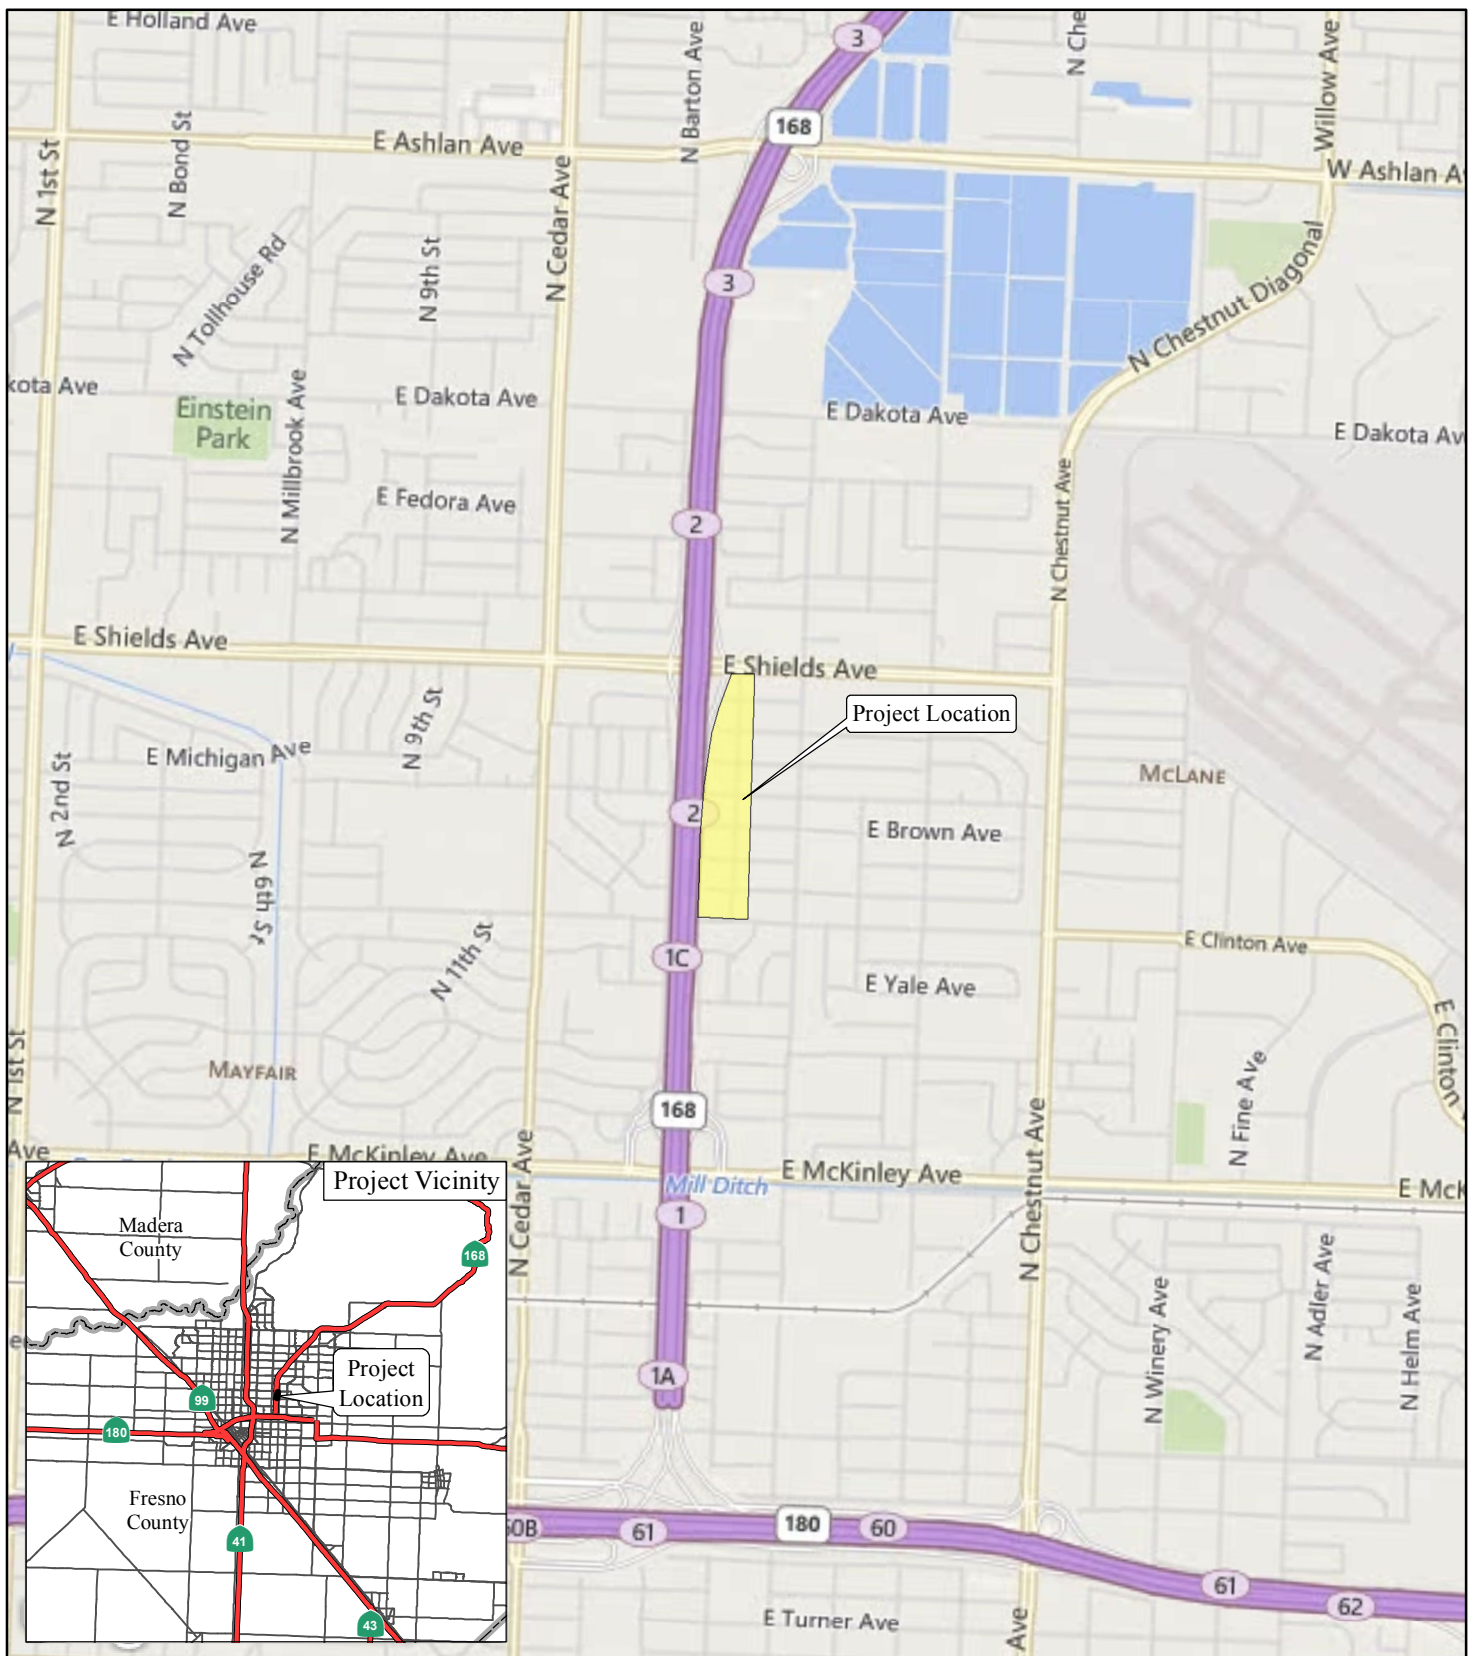 E Holland Ave
N Barton Ave
3
N Che
Willow Ave
168
N 1st St
N Bond St
E Ashlan Ave
N Cedar Ave
W Ashlan A
N Tollhouse Rd
N 9th St
3
N Chestnut Diagonal
kota Ave
Einstein
Park
N Millbrook Ave
E Dakota Ave
E Dakota Ave
E Dakota Av
E Fedora Ave
2
N Chestnut Ave
E Shields Ave
E Shields Ave
Project Location
N 9th St
E Michigan Ave
N 2nd St
McLANE
2
E Brown Ave
N 6th St
N 11th St
1C
E Clinton Ave
E Yale Ave
E Clinton
N 1st St
MAYFAIR
168
N Fine Ave
N Chestnut Ave
Ave
E McKinley Ave
N Cedar Ave
E McKinley Ave
Mill Ditch
E McK
1
Project Vicinity
Madera
County
168
Project
Location
99
180
Fresno
County
41
43
N Adler Ave
N Winery Ave
N Helm Ave
1A
60B
61
180
60
61
62
E Turner Ave
Ave